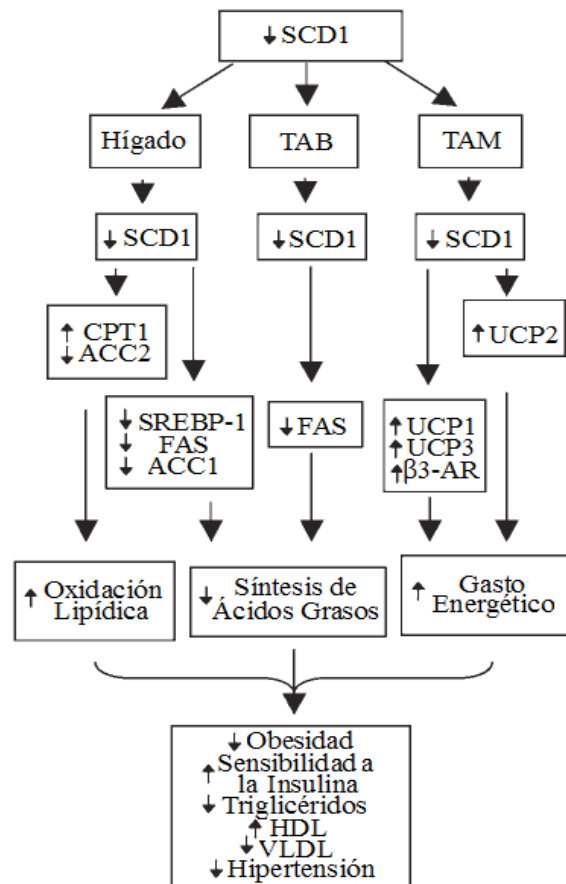 ↓ SCD1
Hígado
TAB
TAM
↓ SCD1
↓ SCD1
↓ SCD1
↑ CPT1
↓ ACC2
↑ UCP2
↓ SREBP-1
↓ FAS
↓ ACC1
↓ FAS
↑ UCP1
↑ UCP3
↑ β3-AR
↑ Oxidación
Lipídica
↓ Síntesis de
Ácidos Grasos
↑ Gasto
Energético
↓ Obesidad
↑ Sensibilidad a
la Insulina
↓ Triglicéridos
↑ HDL
↓ VLDL
↓ Hipertensión